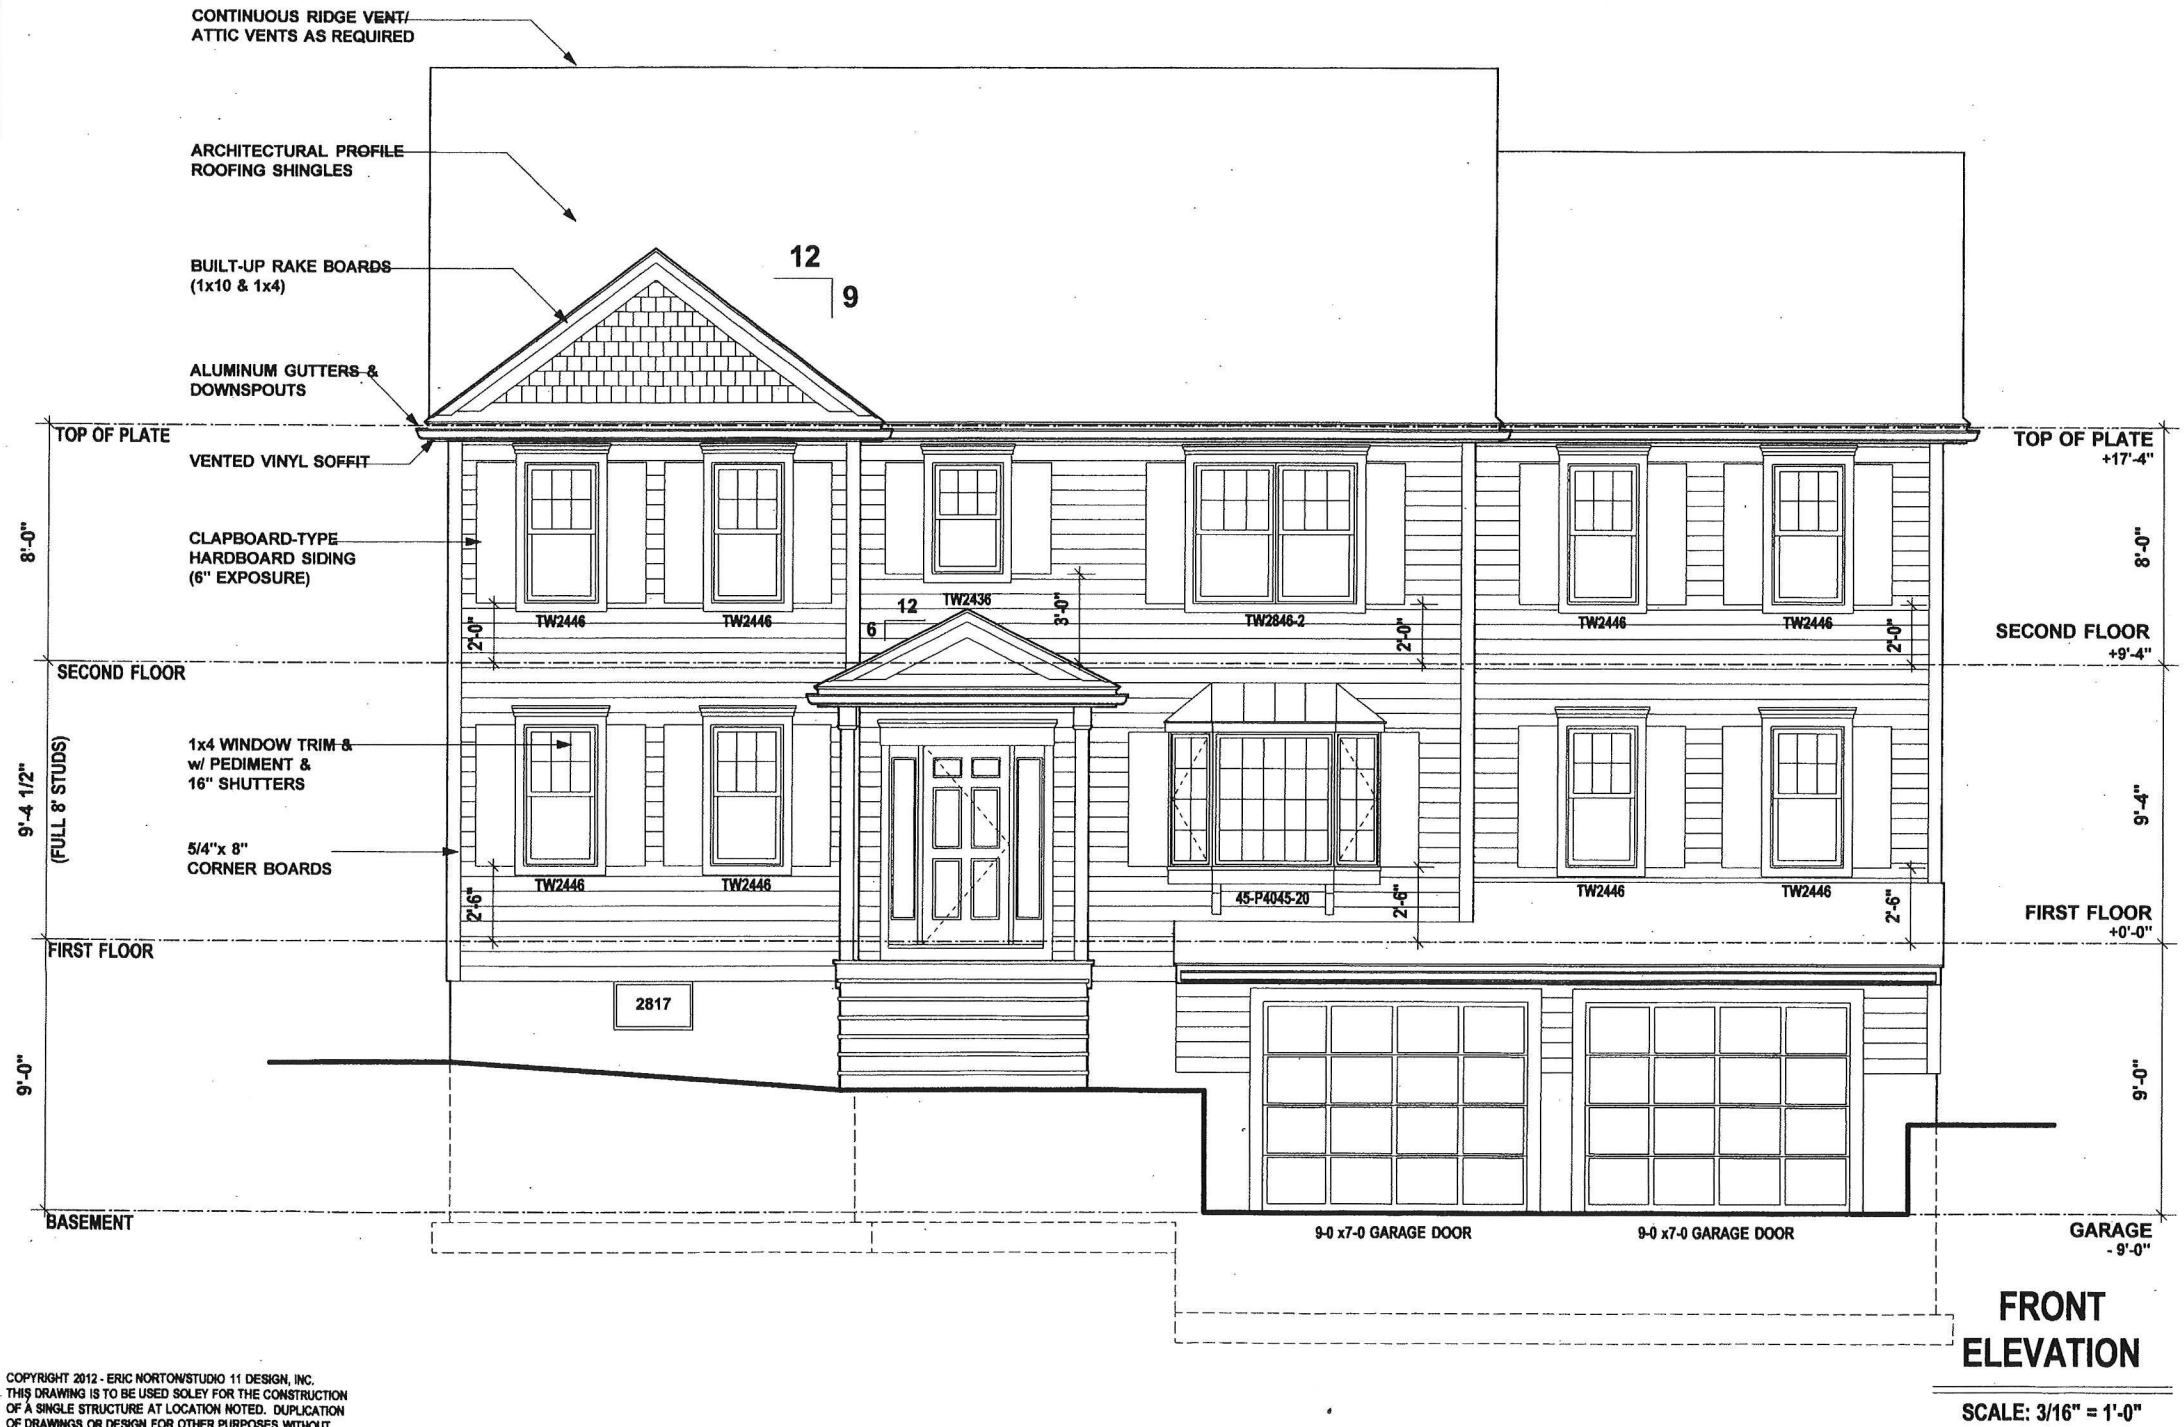 CONTINUOUS RIDGE VENT/
ATTIC VENTS AS REQUIRED
ARCHITECTURAL PROFILE
ROOFING SHINGLES
BUILT-UP RAKE BOARDS
(1x10 & 1x4)
12
9
ALUMINUM GUTTERS &
DOWNSPOUTS
TOP OF PLATE
VENTED VINYL SOFFIT
TOP OF PLATE
+17'-4"
8'-0"
CLAPBOARD-TYPE
HARDBOARD SIDING
(6" EXPOSURE)
8'-0"
TW2446
TW2446
TW2436
TW2846-2
TW2446
TW2446
12
6
2'-0"
3'-0"
2'-0"
2'-0"
SECOND FLOOR
SECOND FLOOR
+9'-4"
9'-4 1/2"
(FULL 8' STUDS)
1x4 WINDOW TRIM &
w/ PEDIMENT &
16" SHUTTERS
9'-4"
5/4"x 8"
CORNER BOARDS
TW2446
TW2446
45-P4045-20
TW2446
TW2446
2'-6"
2'-6"
2'-6"
FIRST FLOOR
FIRST FLOOR
+0'-0"
2817
9'-0"
9'-0"
BASEMENT
9-0 x7-0 GARAGE DOOR
9-0 x7-0 GARAGE DOOR
GARAGE
- 9'-0"
FRONT
ELEVATION
SCALE: 3/16" = 1'-0"
COPYRIGHT 2012 - ERIC NORTON/STUDIO 11 DESIGN, INC.
THIS DRAWING IS TO BE USED SOLEY FOR THE CONSTRUCTION
OF A SINGLE STRUCTURE AT LOCATION NOTED. DUPLICATION
OF DRAWINGS OR DESIGN FOR OTHER PURPOSES WITHOUT